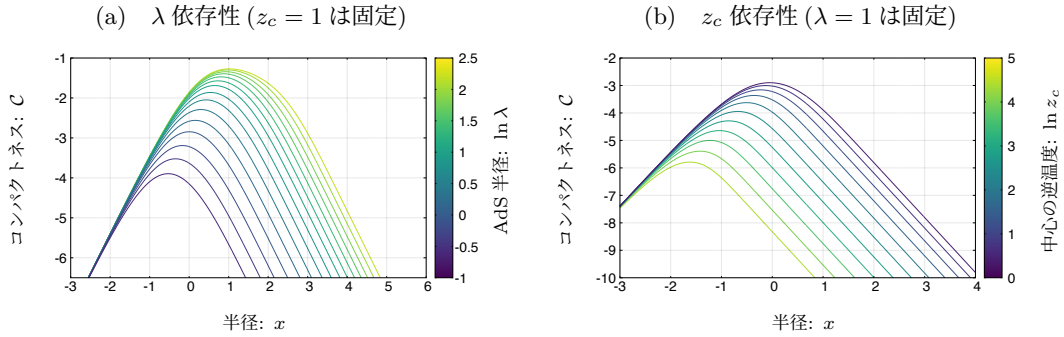 (a) λ 依存性 (z_c = 1 は固定)
-1
-2
-3
-4
-5
-6
コンパクトネス: 𝒞
-3 -2 -1 0 1 2 3 4 5 6
半径: x
2.5
2
1.5
1
0.5
0
-0.5
-1
AdS 半径: ln λ
(b) z_c 依存性 (λ = 1 は固定)
-2
-3
-4
-5
-6
-7
-8
-9
-10
コンパクトネス: 𝒞
-3 -2 -1 0 1 2 3 4
半径: x
5
4
3
2
1
0
中心の逆温度: ln z_c